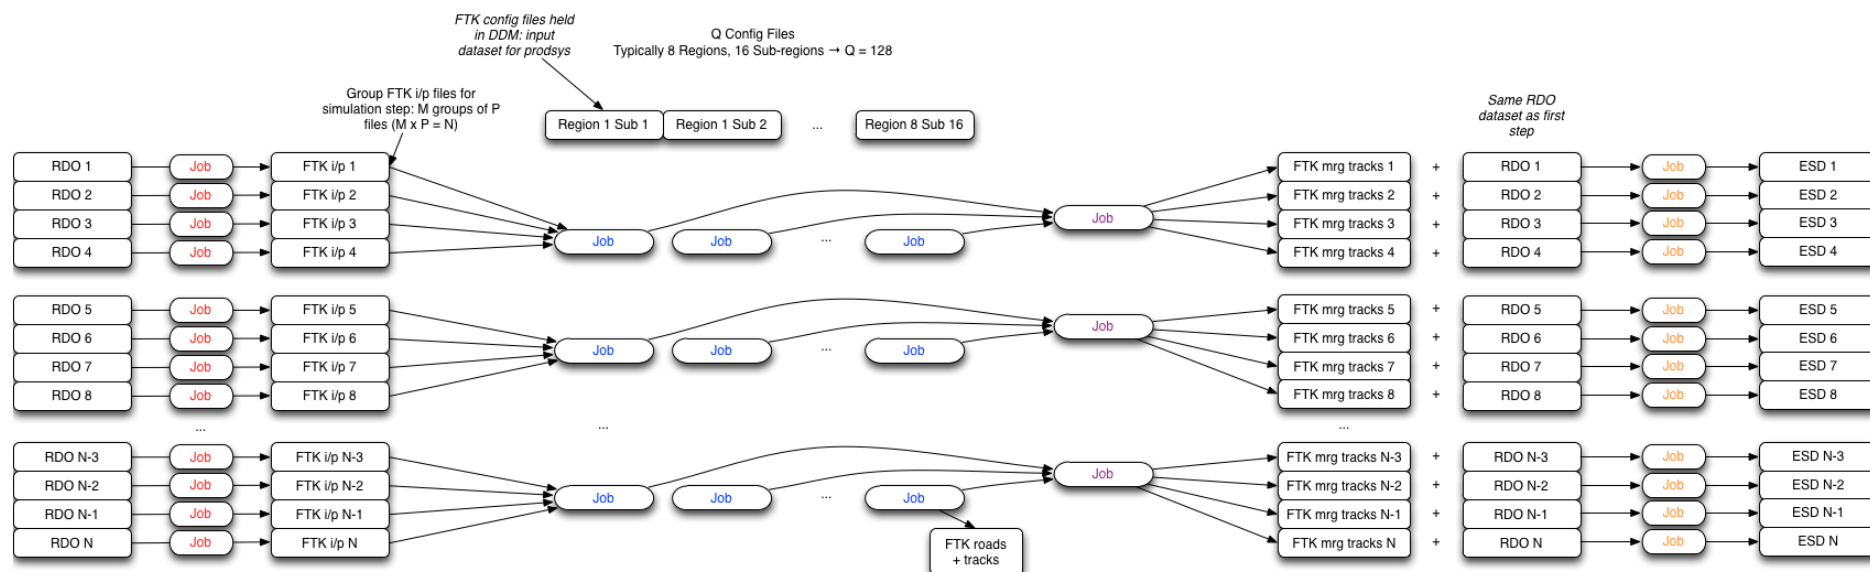 FTK config files held
in DDM: input
dataset for prodsys
Q Config Files
Typically 8 Regions, 16 Sub-regions → Q = 128
Group FTK i/p files for
simulation step: M groups of P
files (M x P = N)
Region 1 Sub 1 Region 1 Sub 2 ... Region 8 Sub 16
Same RDO
dataset as first
step
RDO 1 Job FTK i/p 1 FTK mrg tracks 1 + RDO 1 Job ESD 1
RDO 2 Job FTK i/p 2 FTK mrg tracks 2 + RDO 2 Job ESD 2
Job
RDO 3 Job FTK i/p 3 FTK mrg tracks 3 + RDO 3 Job ESD 3
Job Job ... Job
RDO 4 Job FTK i/p 4 FTK mrg tracks 4 + RDO 4 Job ESD 4
RDO 5 Job FTK i/p 5 FTK mrg tracks 5 + RDO 5 Job ESD 5
Job
RDO 6 Job FTK i/p 6 FTK mrg tracks 6 + RDO 6 Job ESD 6
Job Job ... Job
RDO 7 Job FTK i/p 7 FTK mrg tracks 7 + RDO 7 Job ESD 7
RDO 8 Job FTK i/p 8 FTK mrg tracks 8 + RDO 8 Job ESD 8
... ... ...
RDO N-3 Job FTK i/p N-3 FTK mrg tracks N-3 + RDO N-3 Job ESD N-3
Job
RDO N-2 Job FTK i/p N-2 FTK mrg tracks N-2 + RDO N-2 Job ESD N-2
Job Job ... Job
RDO N-1 Job FTK i/p N-1 FTK mrg tracks N-1 + RDO N-1 Job ESD N-1
RDO N Job FTK i/p N FTK mrg tracks N + RDO N Job ESD N
FTK roads
+ tracks